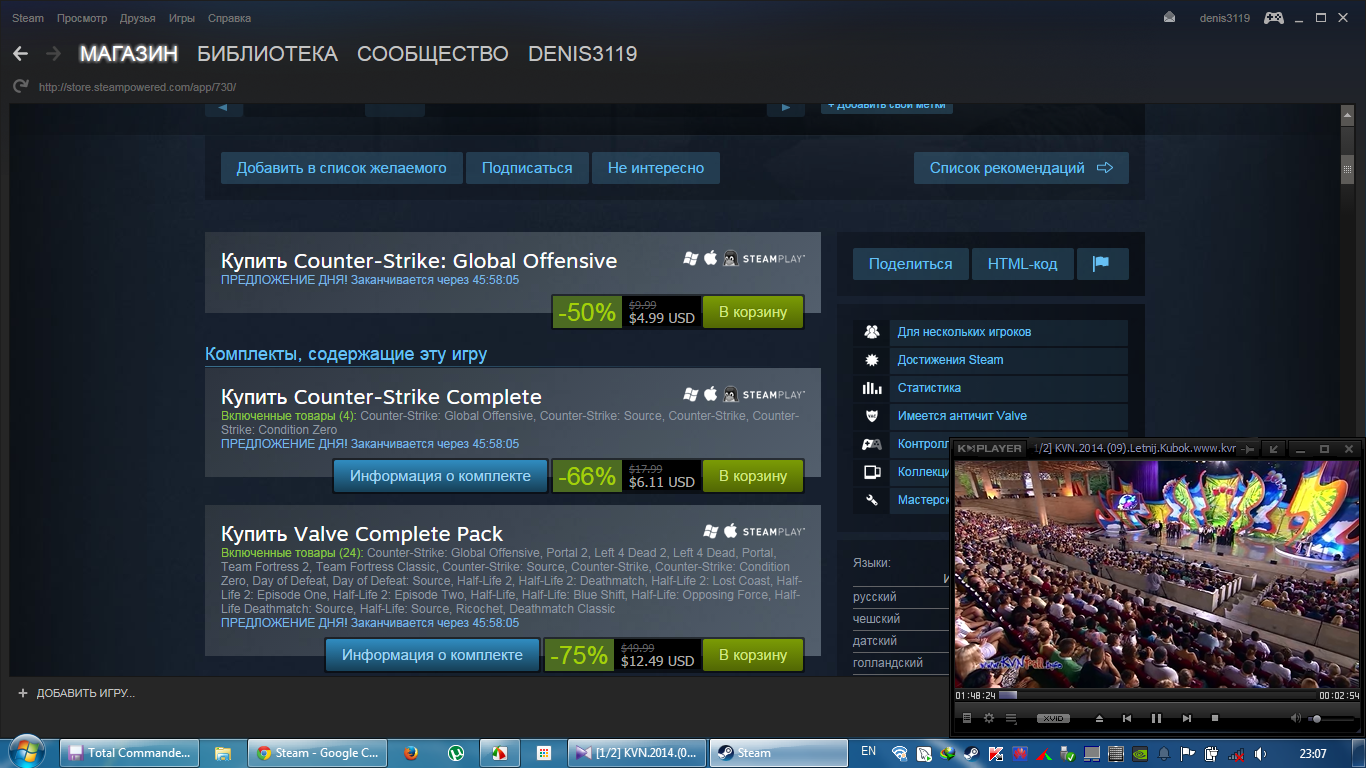 Steam Просмотр Друзья Игры Справка denis3119
МАГАЗИН БИБЛИОТЕКА СООБЩЕСТВО DENIS3119
http://store.steampowered.com/app/730/
+ Добавить свои метки
Добавить в список желаемого Подписаться Не интересно Список рекомендаций
Купить Counter-Strike: Global Offensive STEAMPLAY
ПРЕДЛОЖЕНИЕ ДНЯ! Заканчивается через 45:58:05
-50% $9.99 $4.99 USD В корзину
Комплекты, содержащие эту игру
Купить Counter-Strike Complete STEAMPLAY
Включенные товары (4): Counter-Strike: Global Offensive, Counter-Strike: Source, Counter-Strike, Counter-
Strike: Condition Zero
ПРЕДЛОЖЕНИЕ ДНЯ! Заканчивается через 45:58:05
Информация о комплекте -66% $17.99 $6.11 USD В корзину
Купить Valve Complete Pack STEAMPLAY
Включенные товары (24): Counter-Strike: Global Offensive, Portal 2, Left 4 Dead 2, Left 4 Dead, Portal,
Team Fortress 2, Team Fortress Classic, Counter-Strike: Source, Counter-Strike, Counter-Strike: Condition
Zero, Day of Defeat, Day of Defeat: Source, Half-Life 2, Half-Life 2: Deathmatch, Half-Life 2: Lost Coast, Half-
Life 2: Episode One, Half-Life 2: Episode Two, Half-Life, Half-Life: Blue Shift, Half-Life: Opposing Force, Half-
Life Deathmatch: Source, Half-Life: Source, Ricochet, Deathmatch Classic
ПРЕДЛОЖЕНИЕ ДНЯ! Заканчивается через 45:58:05
Информация о комплекте -75% $49.99 $12.49 USD В корзину
Поделиться HTML-код
Для нескольких игроков
Достижения Steam
Статистика
Имеется античит Valve
Контролл
Коллекци
Мастерск
Языки:
русский
чешский
датский
голландский
KMPLAYER 1/2] KVN.2014.(09).Letnij.Kubok.www.kvr
www.KVNfull.info
01:48:24 00:02:54
XVID
+ ДОБАВИТЬ ИГРУ...
Total Commande... Steam - Google C... [1/2] KVN.2014.(0... Steam EN 23:07